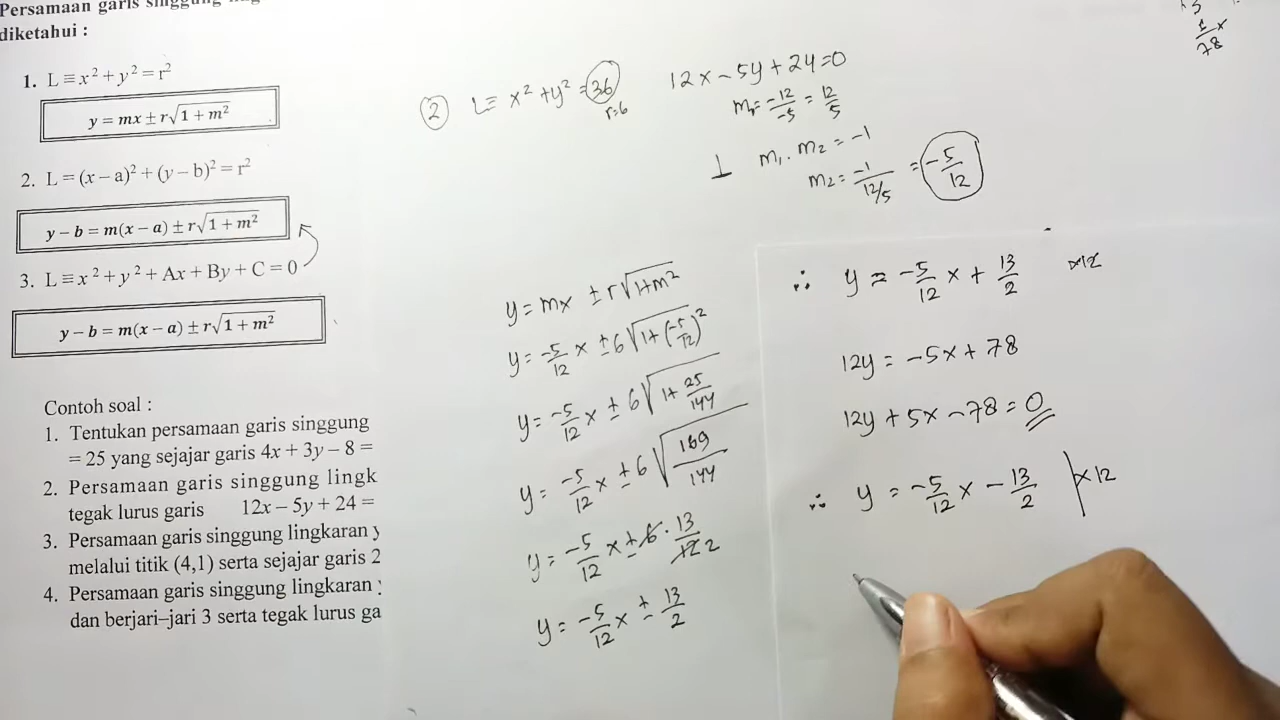 Persamaan garis singgung
diketahui :
1. L ≡ x² + y² = r²
y = mx ± r√(1 + m²)
2. L = (x – a)² + (y – b)² = r²
y – b = m(x – a) ± r√(1 + m²)
3. L ≡ x² + y² + Ax + By + C = 0
y – b = m(x – a) ± r√(1 + m²)
Contoh soal :
1. Tentukan persamaan garis singgung
= 25 yang sejajar garis 4x + 3y – 8 =
2. Persamaan garis singgung lingk
tegak lurus garis 12x – 5y + 24 =
3. Persamaan garis singgung lingkaran y
melalui titik (4,1) serta sejajar garis 2
4. Persamaan garis singgung lingkaran
dan berjari–jari 3 serta tegak lurus ga
② L ≡ x² + y² = 36
r=6
12x – 5y + 24 = 0
m₁ = -12/-5 = 12/5
⊥ m₁ . m₂ = -1
m₂ = -1/(12/5) = -5/12
y = mx ± r√(1+m²)
y = -5/12 x ± 6√(1+(-5/12)²)
y = -5/12 x ± 6√(1+25/144)
y = -5/12 x ± 6√(169/144)
y = -5/12 x ± 6 . 13/12 2
y = -5/12 x ± 13/2
∴ y = -5/12 x + 13/2 ×12
12y = -5x + 78
12y + 5x – 78 = 0
∴ y = -5/12 x – 13/2 | ×12
78